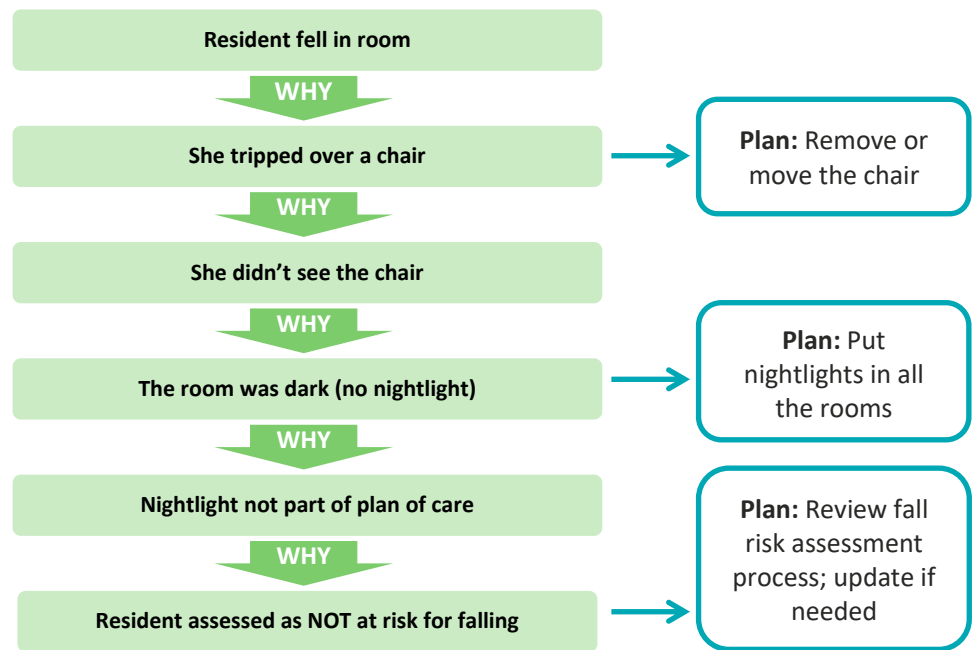 Resident fell in room
WHY
She tripped over a chair
Plan: Remove or
move the chair
WHY
She didn’t see the chair
WHY
The room was dark (no nightlight)
Plan: Put
nightlights in all
the rooms
WHY
Nightlight not part of plan of care
WHY
Resident assessed as NOT at risk for falling
Plan: Review fall
risk assessment
process; update if
needed